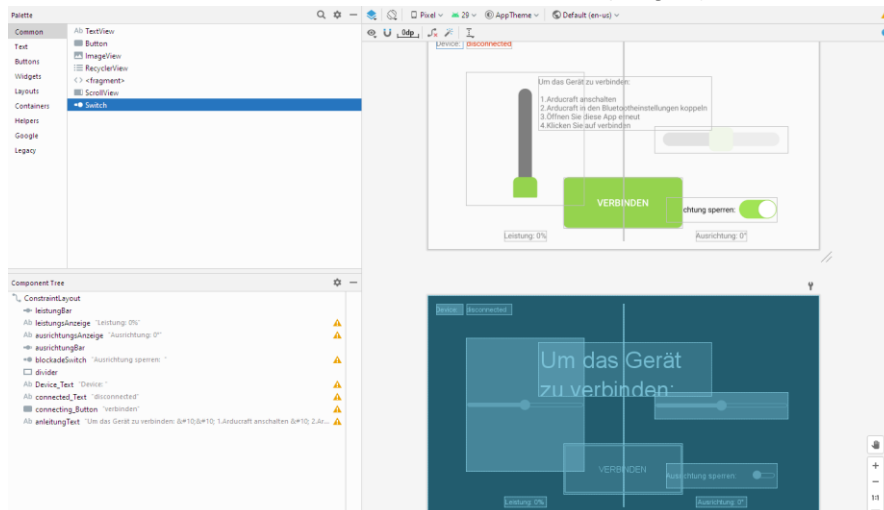 Palette
Pixel
29
AppTheme
Default (en-us)
Common
Text
Buttons
Widgets
Layouts
Containers
Helpers
Google
Legacy
Ab TextView
Button
ImageView
RecyclerView
<> <fragment>
ScrollView
Switch
0dp
Device: disconnected
Um das Gerät zu verbinden:
1.Arducraft anschalten
2.Arducraft in den Bluetootheinstellungen koppeln
3.Öffnen Sie diese App erneut
4.Klicken Sie auf verbinden
VERBINDEN
chtung sperren:
Leistung: 0%
Ausrichtung: 0°
Component Tree
ConstraintLayout
leistungBar
Ab leistungsAnzeige "Leistung: 0%"
Ab ausrichtungsAnzeige "Ausrichtung: 0°"
ausrichtungBar
blockadeSwitch "Ausrichtung sperren: "
divider
Ab Device_Text "Device: "
Ab connected_Text "disconnected"
connecting_Button "verbinden"
Ab anleitungText "Um das Gerät zu verbinden: &#10;&#10; 1.Arducraft anschalten &#10; 2.Ar...
Device: disconnected
Um das Gerät
zu verbinden:
VERBINDEN
Ausrichtung sperren:
Leistung: 0%
Ausrichtung: 0°
+
−
1:1